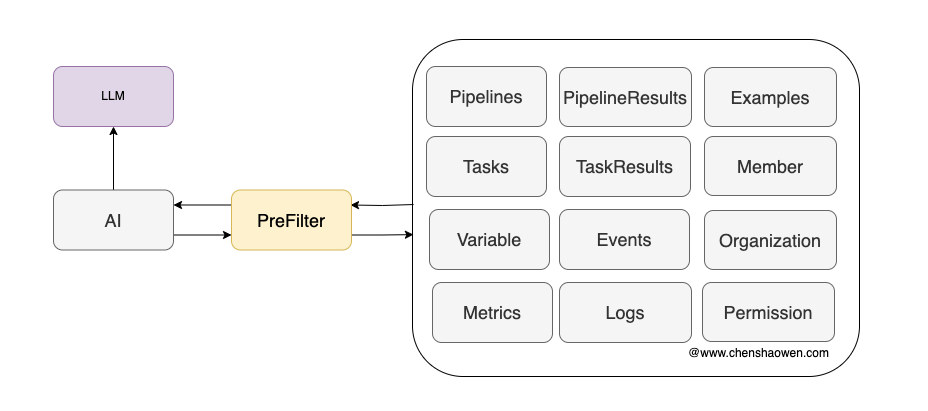 LLM
AI
PreFilter
Pipelines
PipelineResults
Examples
Tasks
TaskResults
Member
Variable
Events
Organization
Metrics
Logs
Permission
@www.chenshaowen.com